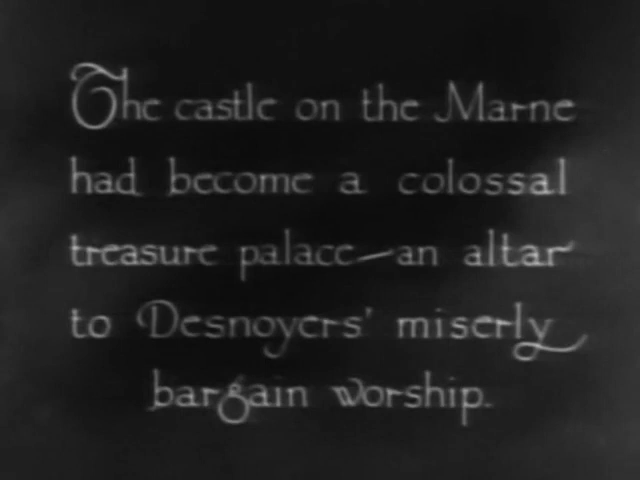 The castle on the Marne
had become a colossal
treasure palace—an altar
to Desnoyers' miserly
bargain worship.